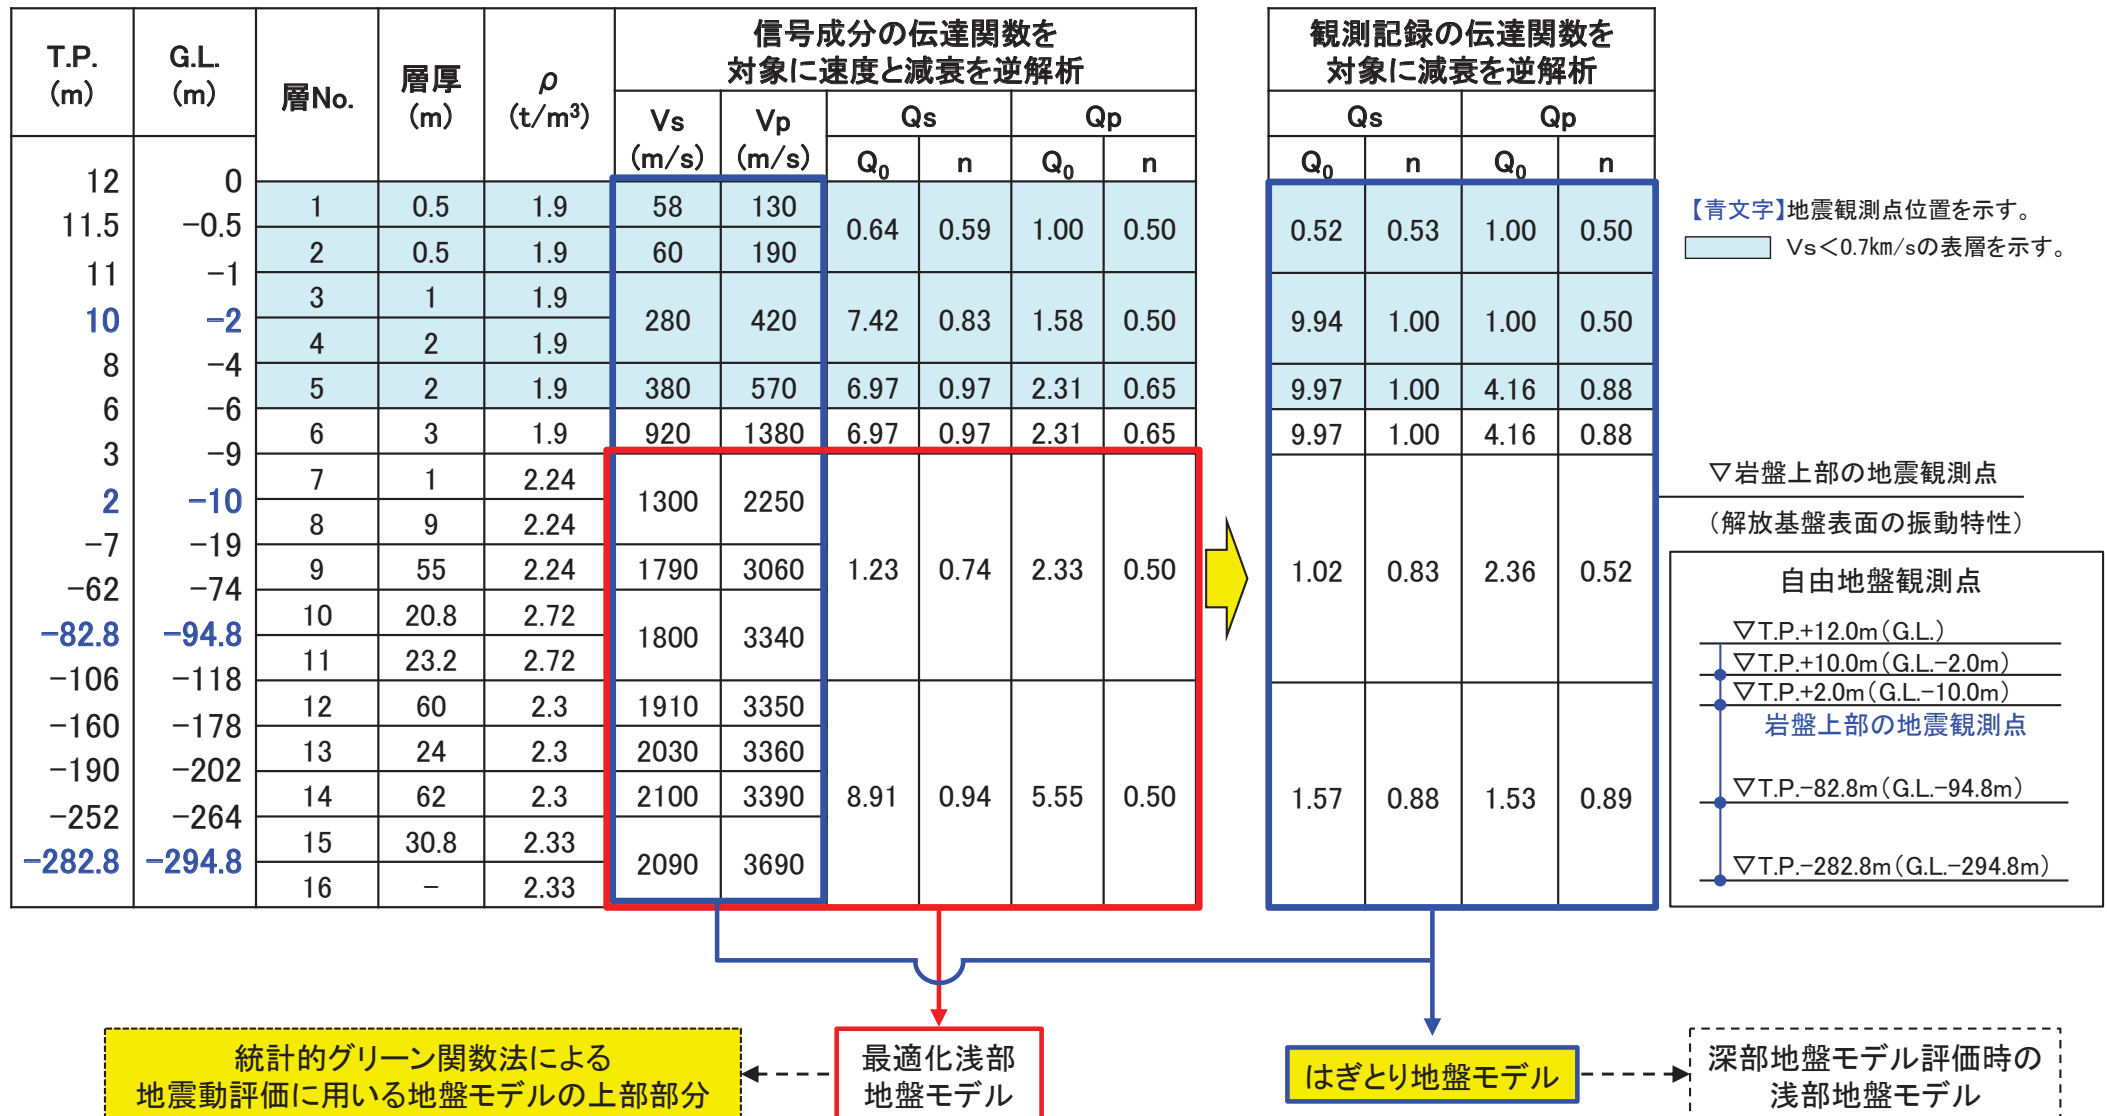 T.P.
(m)
G.L.
(m)
層No.
層厚
(m)
ρ
(t/m³)
信号成分の伝達関数を
対象に速度と減衰を逆解析
Vs
(m/s)
Vp
(m/s)
Qs
Qp
Q₀ n Q₀ n
観測記録の伝達関数を
対象に減衰を逆解析
Qs
Qp
Q₀ n Q₀ n
12 0
11.5 −0.5
11 −1
10 −2
8 −4
6 −6
3 −9
2 −10
−7 −19
−62 −74
−82.8 −94.8
−106 −118
−160 −178
−190 −202
−252 −264
−282.8 −294.8
1 0.5 1.9 58 130 0.64 0.59 1.00 0.50 0.52 0.53 1.00 0.50
2 0.5 1.9 60 190
3 1 1.9 280 420 7.42 0.83 1.58 0.50 9.94 1.00 1.00 0.50
4 2 1.9
5 2 1.9 380 570 6.97 0.97 2.31 0.65 9.97 1.00 4.16 0.88
6 3 1.9 920 1380 6.97 0.97 2.31 0.65 9.97 1.00 4.16 0.88
7 1 2.24 1300 2250
8 9 2.24
9 55 2.24 1790 3060 1.23 0.74 2.33 0.50 1.02 0.83 2.36 0.52
10 20.8 2.72 1800 3340
11 23.2 2.72
12 60 2.3 1910 3350
13 24 2.3 2030 3360
14 62 2.3 2100 3390 8.91 0.94 5.55 0.50 1.57 0.88 1.53 0.89
15 30.8 2.33 2090 3690
16 − 2.33
【青文字】地震観測点位置を示す。
Vs＜0.7km/sの表層を示す。
▽岩盤上部の地震観測点
(解放基盤表面の振動特性)
自由地盤観測点
▽T.P.+12.0m(G.L.)
▽T.P.+10.0m(G.L.-2.0m)
▽T.P.+2.0m(G.L.-10.0m)
岩盤上部の地震観測点
▽T.P.-82.8m(G.L.-94.8m)
▽T.P.-282.8m(G.L.-294.8m)
統計的グリーン関数法による
地震動評価に用いる地盤モデルの上部部分
最適化浅部
地盤モデル
はぎとり地盤モデル
深部地盤モデル評価時の
浅部地盤モデル